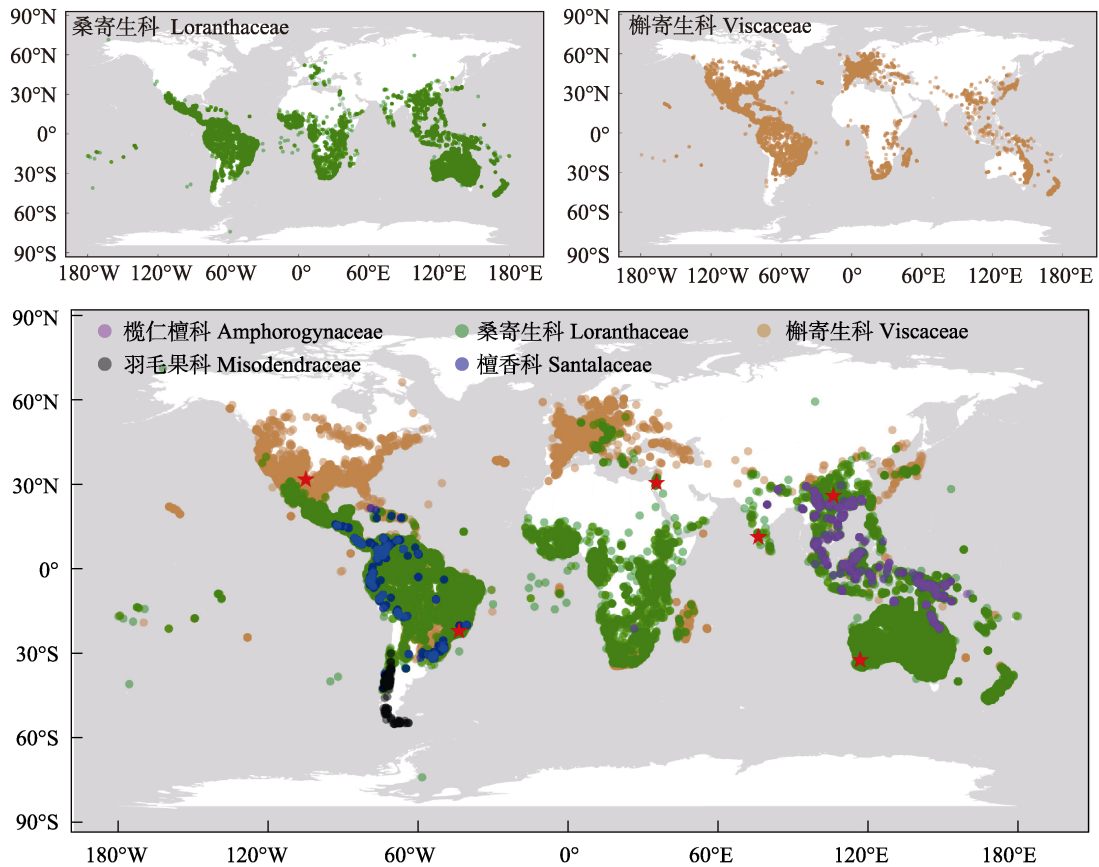 桑寄生科 Loranthaceae
90°N
60°N
30°N
0°
30°S
60°S
90°S
180°W 120°W 60°W 0° 60°E 120°E 180°E
槲寄生科 Viscaceae
90°N
60°N
30°N
0°
30°S
60°S
90°S
180°W 120°W 60°W 0° 60°E 120°E 180°E
榄仁檀科 Amphorogynaceae 桑寄生科 Loranthaceae 槲寄生科 Viscaceae
羽毛果科 Misodendraceae 檀香科 Santalaceae
90°N
60°N
30°N
0°
30°S
60°S
90°S
180°W 120°W 60°W 0° 60°E 120°E 180°E